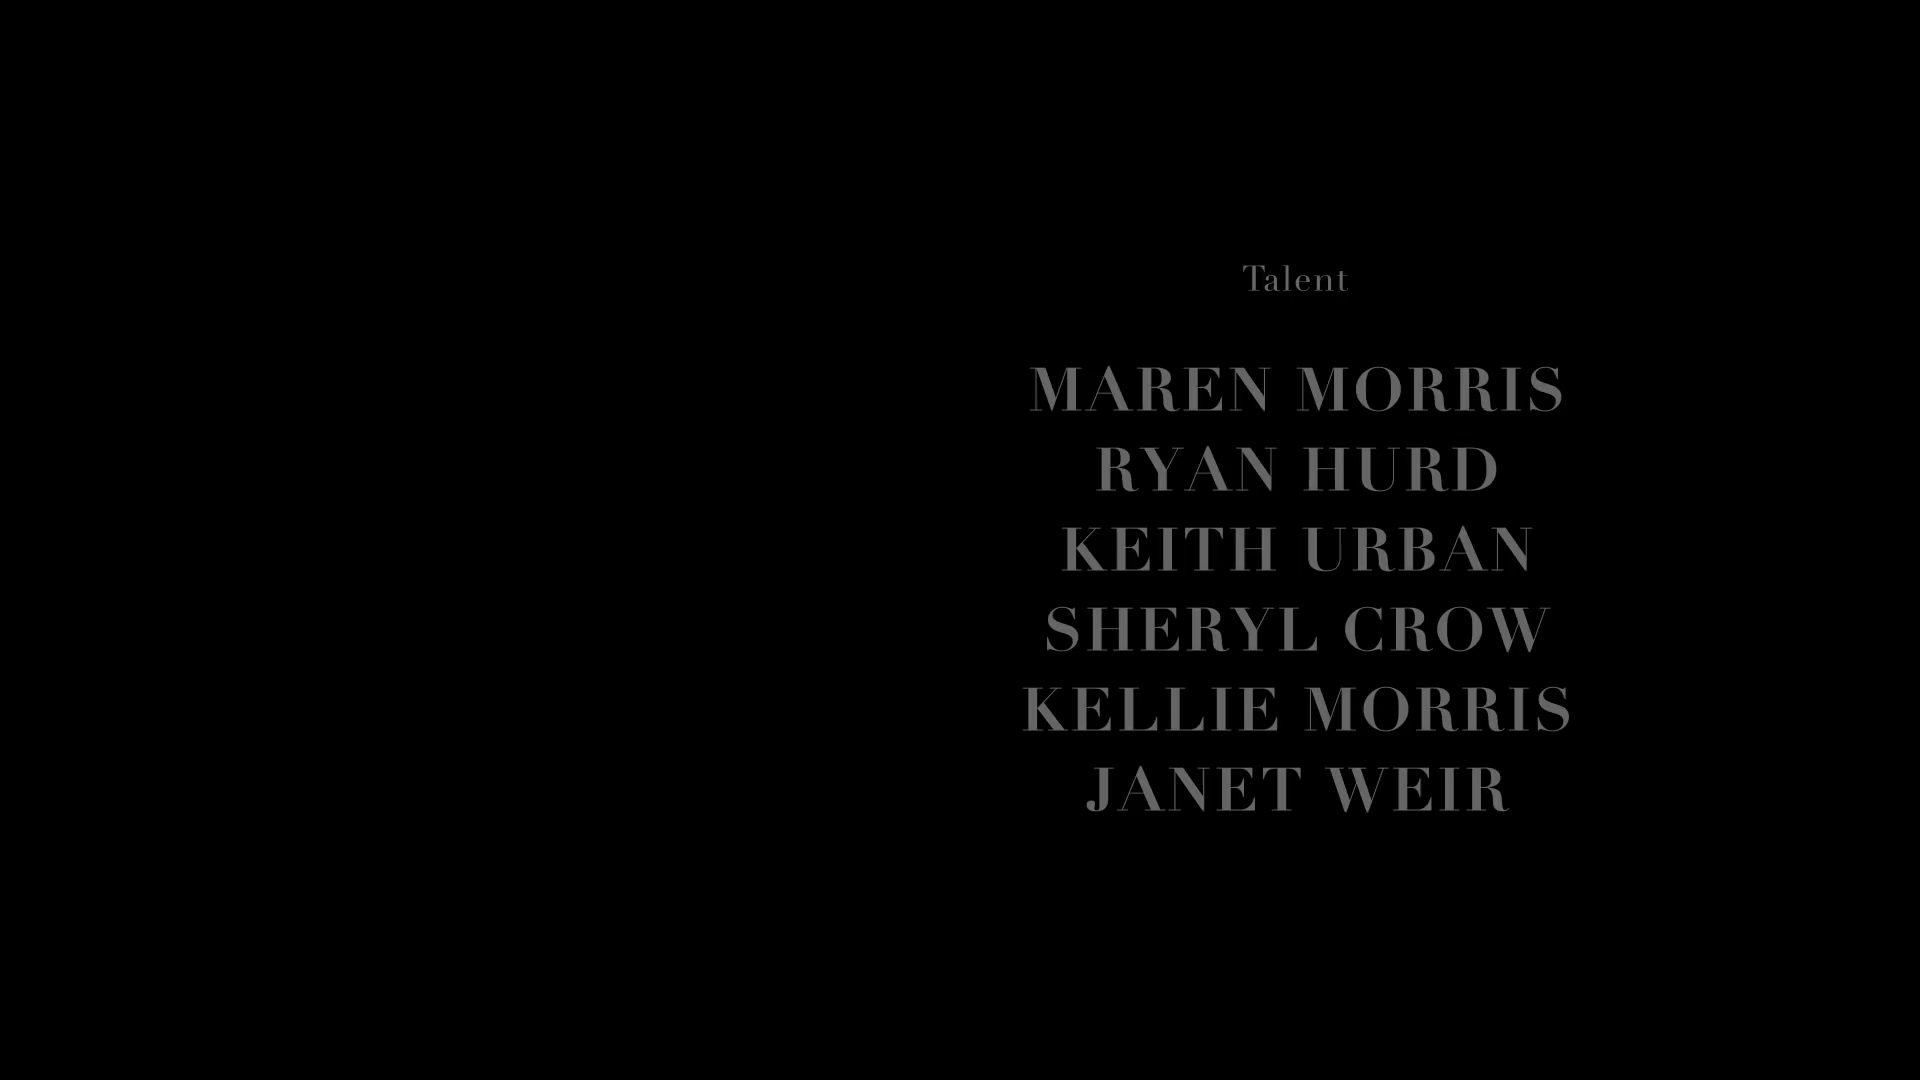 Talent
MAREN MORRIS
RYAN HURD
KEITH URBAN
SHERYL CROW
KELLIE MORRIS
JANET WEIR